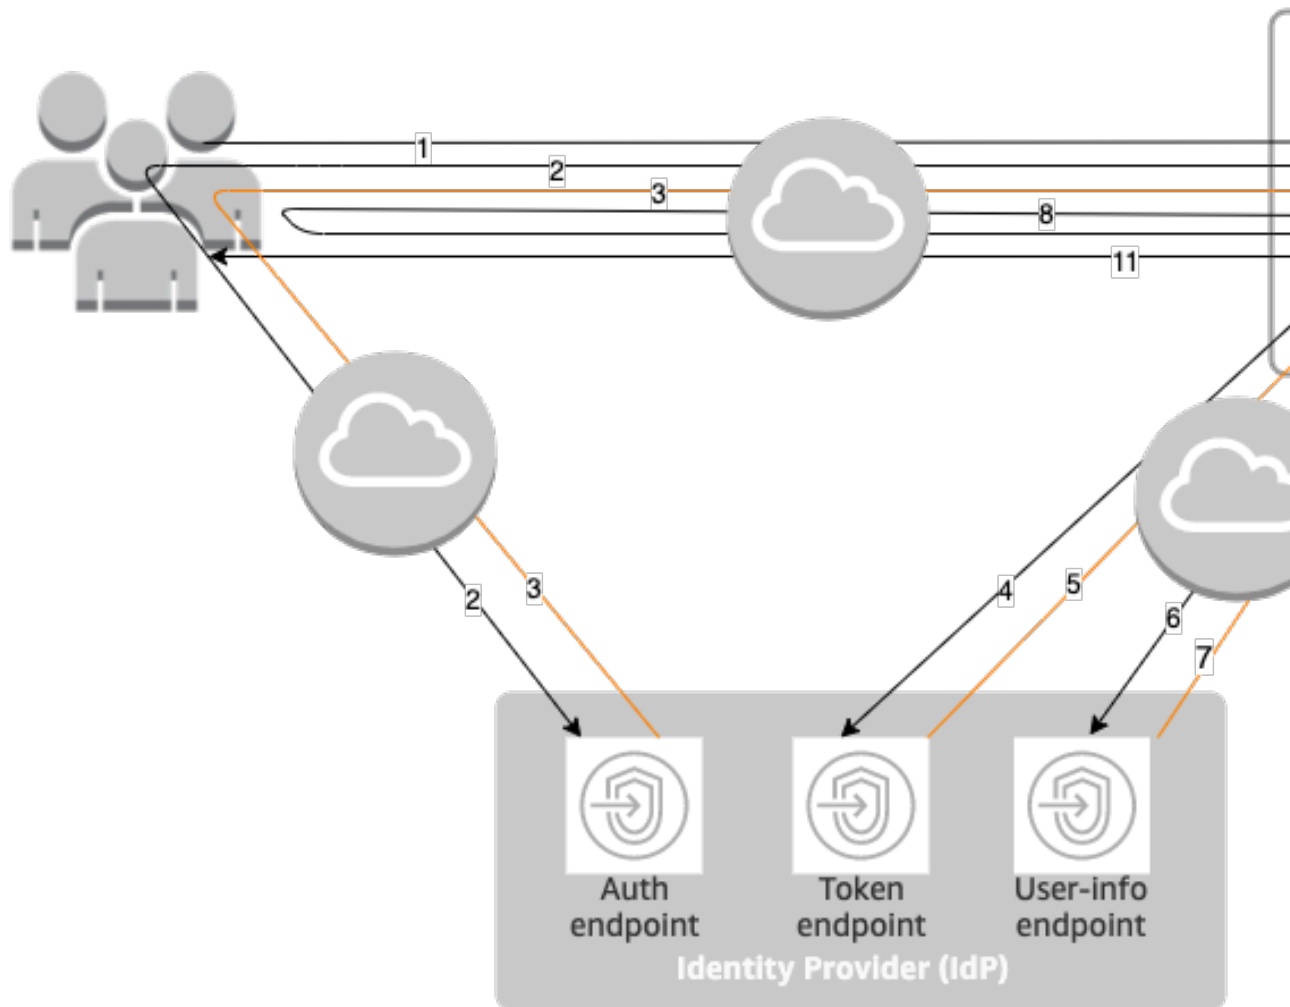 1
2
3
8
11
2
3
4
5
6
7
Auth
endpoint
Token
endpoint
User-info
endpoint
Identity Provider (IdP)